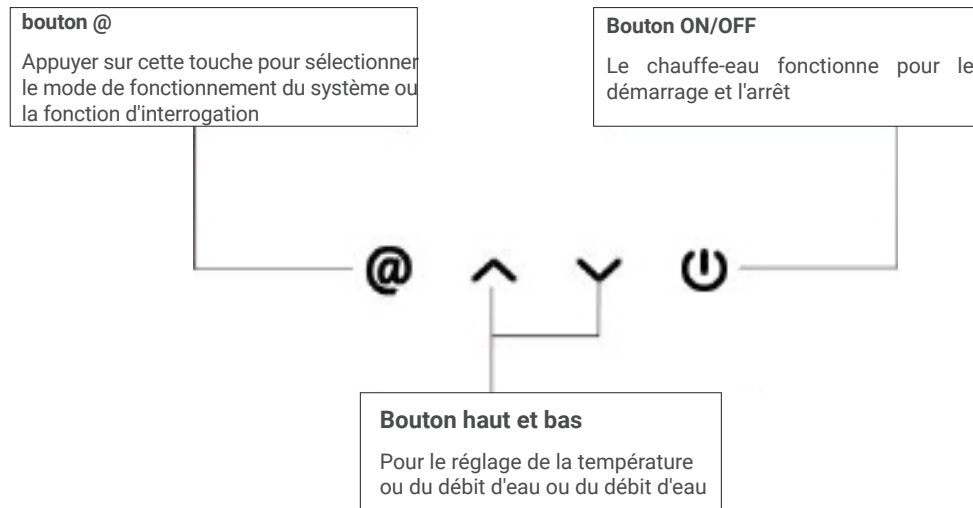 bouton @
Appuyer sur cette touche pour sélectionner
le mode de fonctionnement du système ou
la fonction d'interrogation
Bouton ON/OFF
Le chauffe-eau fonctionne pour le
démarrage et l'arrêt
@
Bouton haut et bas
Pour le réglage de la température
ou du débit d'eau ou du débit d'eau